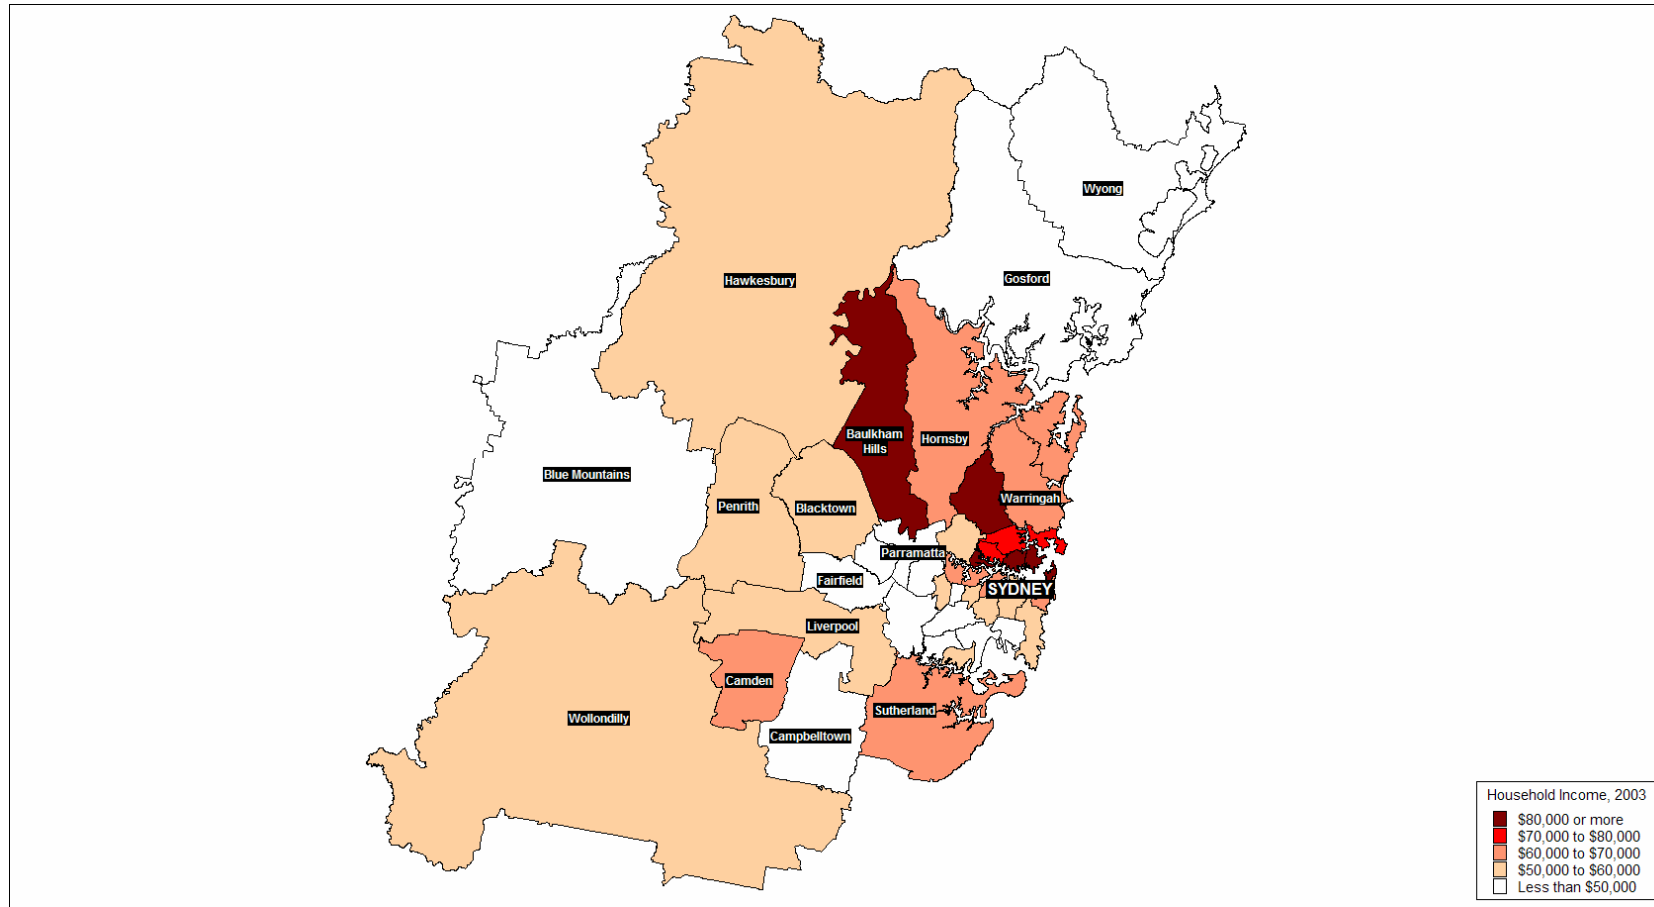 Wyong
Gosford
Hawkesbury
Baulkham
Hills
Hornsby
Blue Mountains
Warringah
Penrith
Blacktown
Parramatta
Fairfield
SYDNEY
Liverpool
Camden
Sutherland
Wollondilly
Campbelltown
Household Income, 2003
$80,000 or more
$70,000 to $80,000
$60,000 to $70,000
$50,000 to $60,000
Less than $50,000